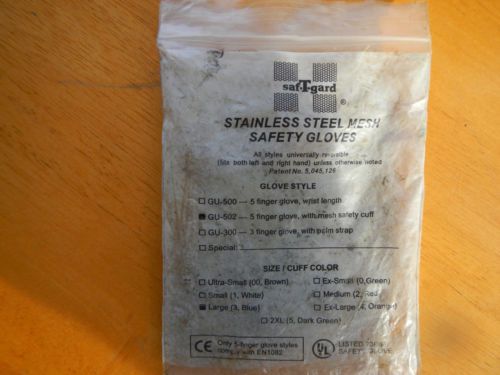 saf-T-gard
®
STAINLESS STEEL MESH
SAFETY GLOVES
All styles universally reversible
(fits both left and right hand) unless otherwise noted
Patent No. 5,045,126
GLOVE STYLE
GU-500 — 5 finger glove, wrist length
GU-502 — 5 finger glove, with mesh safety cuff
GU-300 — 3 finger glove, with palm strap
Special:
SIZE / CUFF COLOR
Ultra-Small (00, Brown) Ex-Small (0, Green)
Small (1, White) Medium (2, Red)
Large (3, Blue) Ex-Large (4, Orange)
2XL (5, Dark Green)
CE Only 5-finger glove styles
comply with EN1082
UL LISTED
SAFETY GLOVE